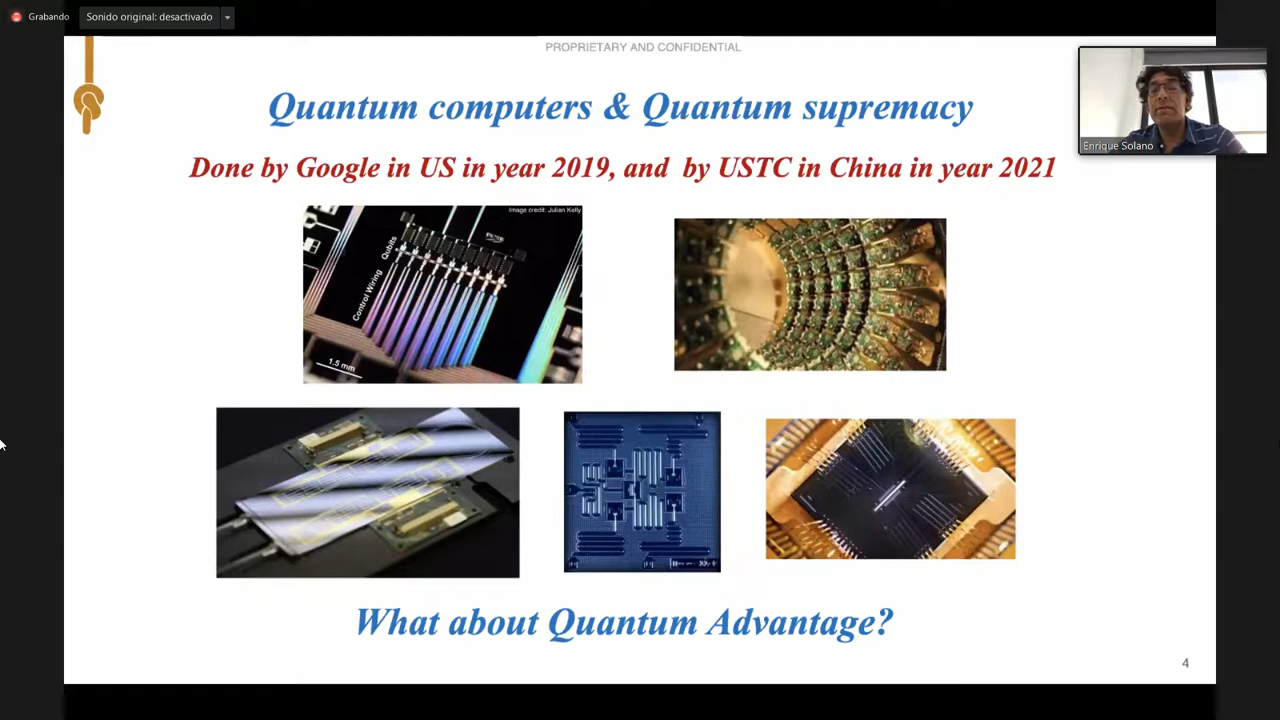 Grabando
Sonido original: desactivado
PROPRIETARY AND CONFIDENTIAL
Quantum computers & Quantum supremacy
Enrique Solano
Done by Google in US in year 2019, and by USTC in China in year 2021
Image credit: Julian Kelly
Qubits
Control Wiring
1.5 mm
What about Quantum Advantage?
4